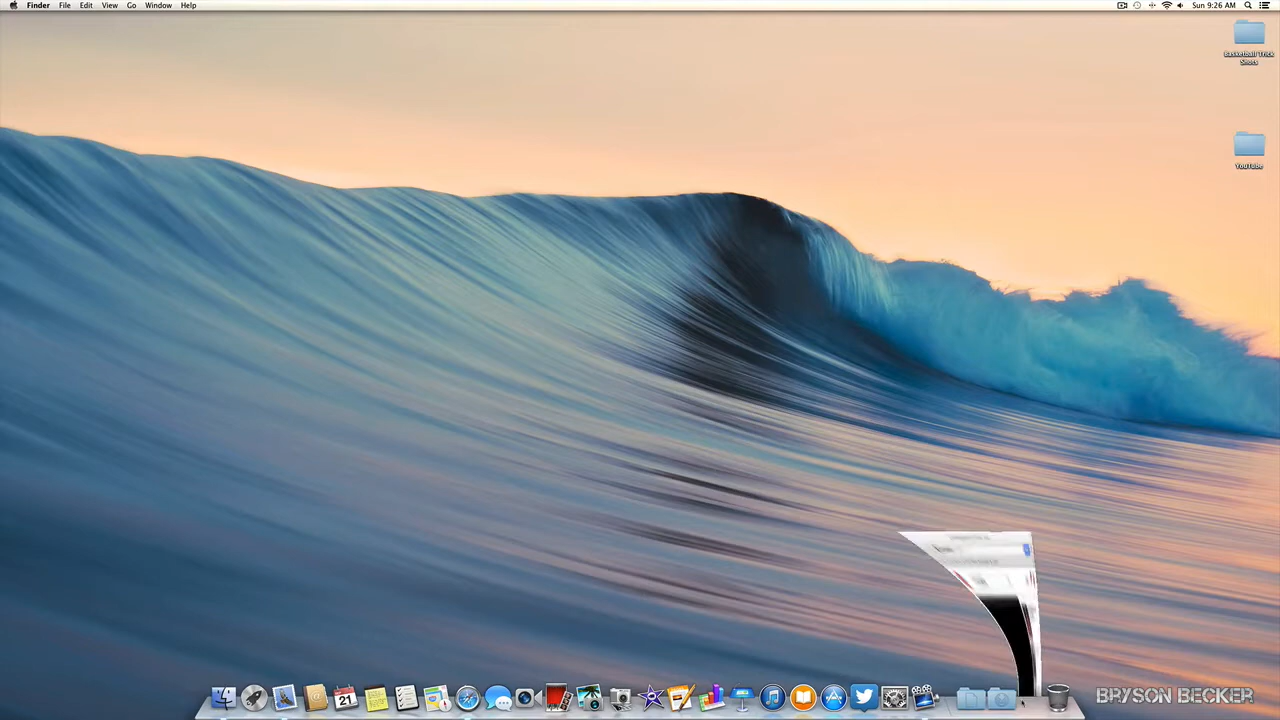 Finder File Edit View Go Window Help
Sun 9:26 AM
Basketball Trick
Shots
YouTube
21
BRYSON BECKER